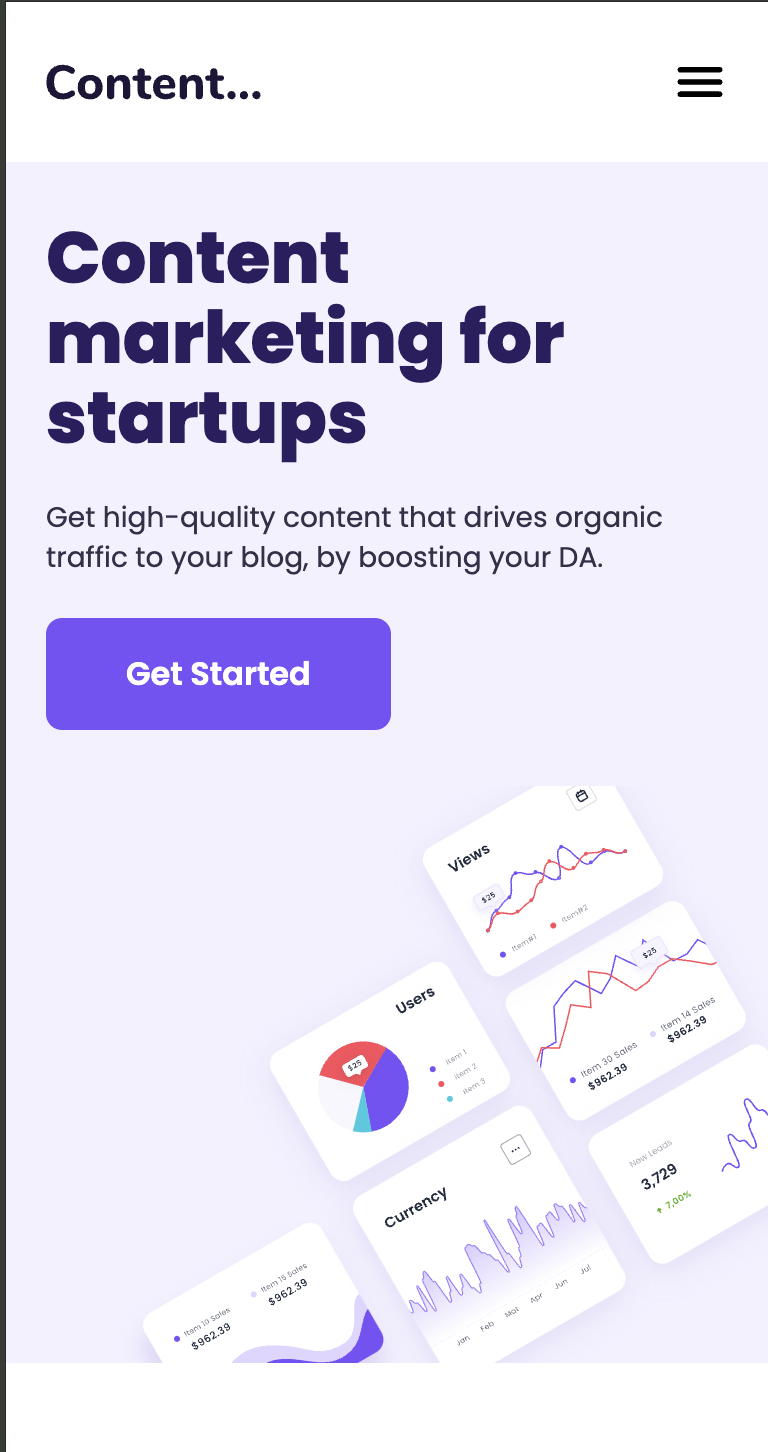 Content...
Content
marketing for
startups
Get high-quality content that drives organic
traffic to your blog, by boosting your DA.
Get Started
Views
$25
Item#1
Item#2
$25
Item 30 Sales
$962.39
Item 14 Sales
$962.39
Users
$25
Item 1
Item 2
Item 3
New Leads
3,729
7,00%
Currency
Jan
Feb
Mar
Apr
Jun
Jul
Item 10 Sales
$962.39
Item 15 Sales
$962.39